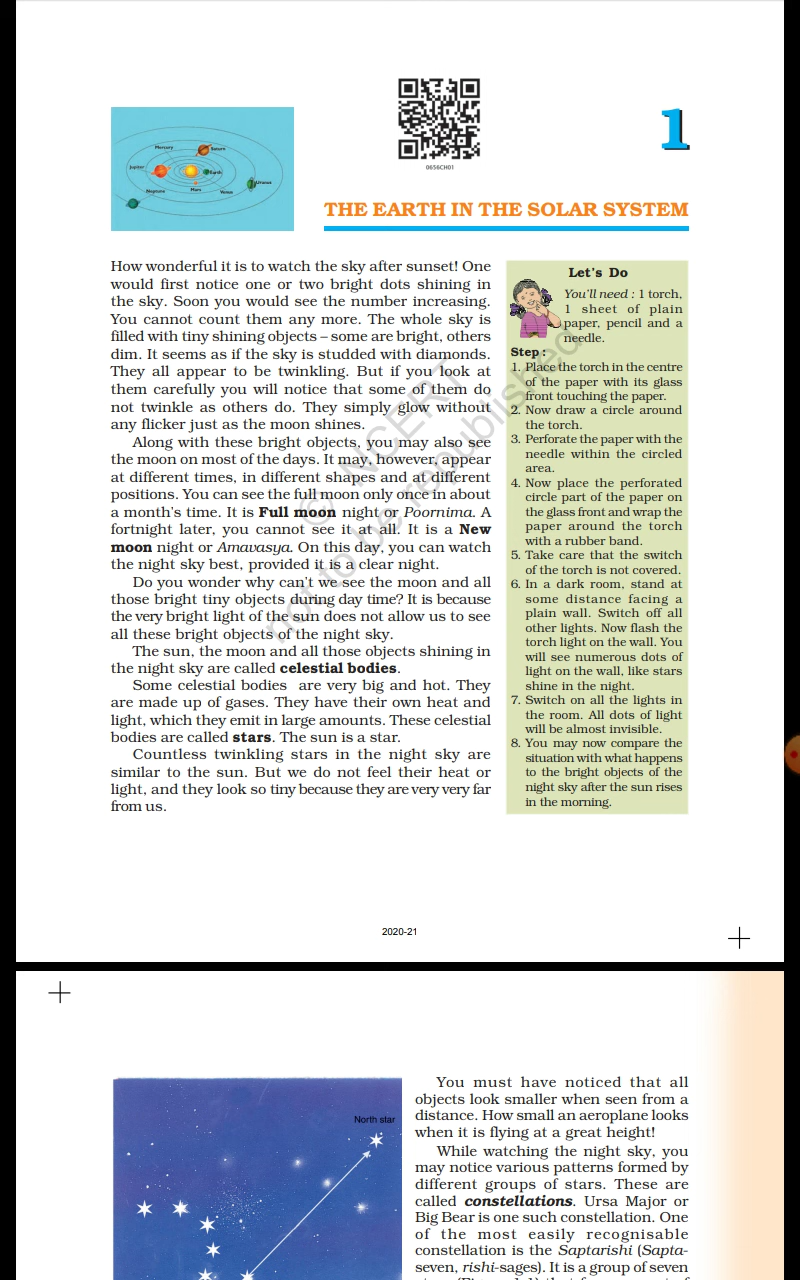 Mercury
Saturn
Jupiter
Earth
Uranus
Neptune
Mars
Venus
0656CH01
1
THE EARTH IN THE SOLAR SYSTEM
How wonderful it is to watch the sky after sunset! One
would first notice one or two bright dots shining in
the sky. Soon you would see the number increasing.
You cannot count them any more. The whole sky is
filled with tiny shining objects – some are bright, others
dim. It seems as if the sky is studded with diamonds.
They all appear to be twinkling. But if you look at
them carefully you will notice that some of them do
not twinkle as others do. They simply glow without
any flicker just as the moon shines.
Along with these bright objects, you may also see
the moon on most of the days. It may, however, appear
at different times, in different shapes and at different
positions. You can see the full moon only once in about
a month's time. It is Full moon night or Poornima. A
fortnight later, you cannot see it at all. It is a New
moon night or Amavasya. On this day, you can watch
the night sky best, provided it is a clear night.
Do you wonder why can't we see the moon and all
those bright tiny objects during day time? It is because
the very bright light of the sun does not allow us to see
all these bright objects of the night sky.
The sun, the moon and all those objects shining in
the night sky are called celestial bodies.
Some celestial bodies are very big and hot. They
are made up of gases. They have their own heat and
light, which they emit in large amounts. These celestial
bodies are called stars. The sun is a star.
Countless twinkling stars in the night sky are
similar to the sun. But we do not feel their heat or
light, and they look so tiny because they are very very far
from us.
Let's Do
You'll need : 1 torch,
1 sheet of plain
paper, pencil and a
needle.
Step :
1. Place the torch in the centre
of the paper with its glass
front touching the paper.
2. Now draw a circle around
the torch.
3. Perforate the paper with the
needle within the circled
area.
4. Now place the perforated
circle part of the paper on
the glass front and wrap the
paper around the torch
with a rubber band.
5. Take care that the switch
of the torch is not covered.
6. In a dark room, stand at
some distance facing a
plain wall. Switch off all
other lights. Now flash the
torch light on the wall. You
will see numerous dots of
light on the wall, like stars
shine in the night.
7. Switch on all the lights in
the room. All dots of light
will be almost invisible.
8. You may now compare the
situation with what happens
to the bright objects of the
night sky after the sun rises
in the morning.
© NCERT
not to be republished
2020-21
North star
You must have noticed that all
objects look smaller when seen from a
distance. How small an aeroplane looks
when it is flying at a great height!
While watching the night sky, you
may notice various patterns formed by
different groups of stars. These are
called constellations. Ursa Major or
Big Bear is one such constellation. One
of the most easily recognisable
constellation is the Saptarishi (Sapta-
seven, rishi-sages). It is a group of seven